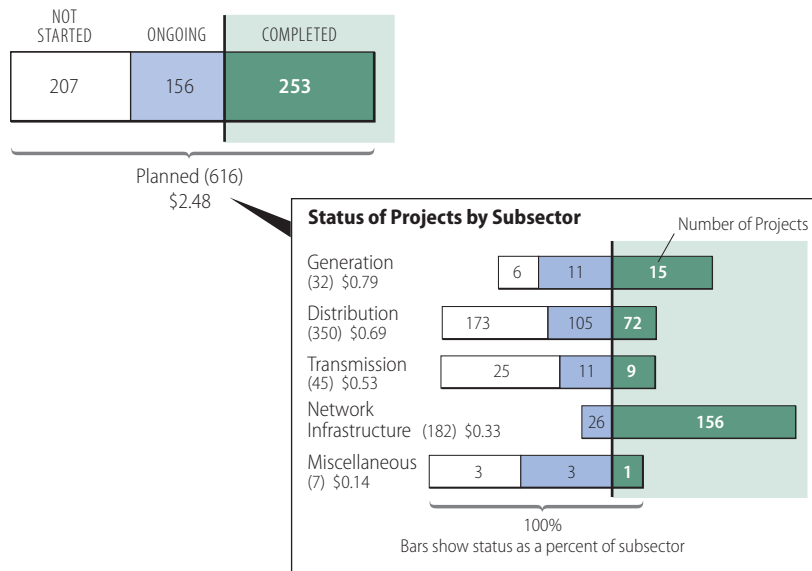 NOT STARTED ONGOING COMPLETED
207 156 253
Planned (616)
$2.48
Status of Projects by Subsector
Number of Projects
Generation
(32) $0.79
6 11 15
Distribution
(350) $0.69
173 105 72
Transmission
(45) $0.53
25 11 9
Network
Infrastructure (182) $0.33
26 156
Miscellaneous
(7) $0.14
3 3 1
100%
Bars show status as a percent of subsector